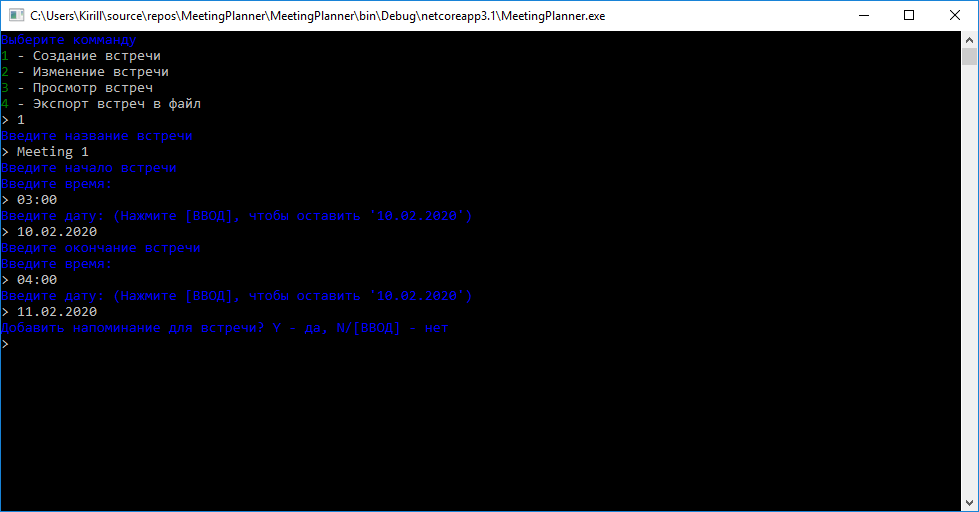 C:\Users\Kirill\source\repos\MeetingPlanner\MeetingPlanner\bin\Debug\netcoreapp3.1\MeetingPlanner.exe
Выберите комманду
1 - Создание встречи
2 - Изменение встречи
3 - Просмотр встреч
4 - Экспорт встреч в файл
> 1
Введите название встречи
> Meeting 1
Введите начало встречи
Введите время:
> 03:00
Введите дату: (Нажмите [ВВОД], чтобы оставить '10.02.2020')
> 10.02.2020
Введите окончание встречи
Введите время:
> 04:00
Введите дату: (Нажмите [ВВОД], чтобы оставить '10.02.2020')
> 11.02.2020
Добавить напоминание для встречи? Y - да, N/[ВВОД] - нет
>